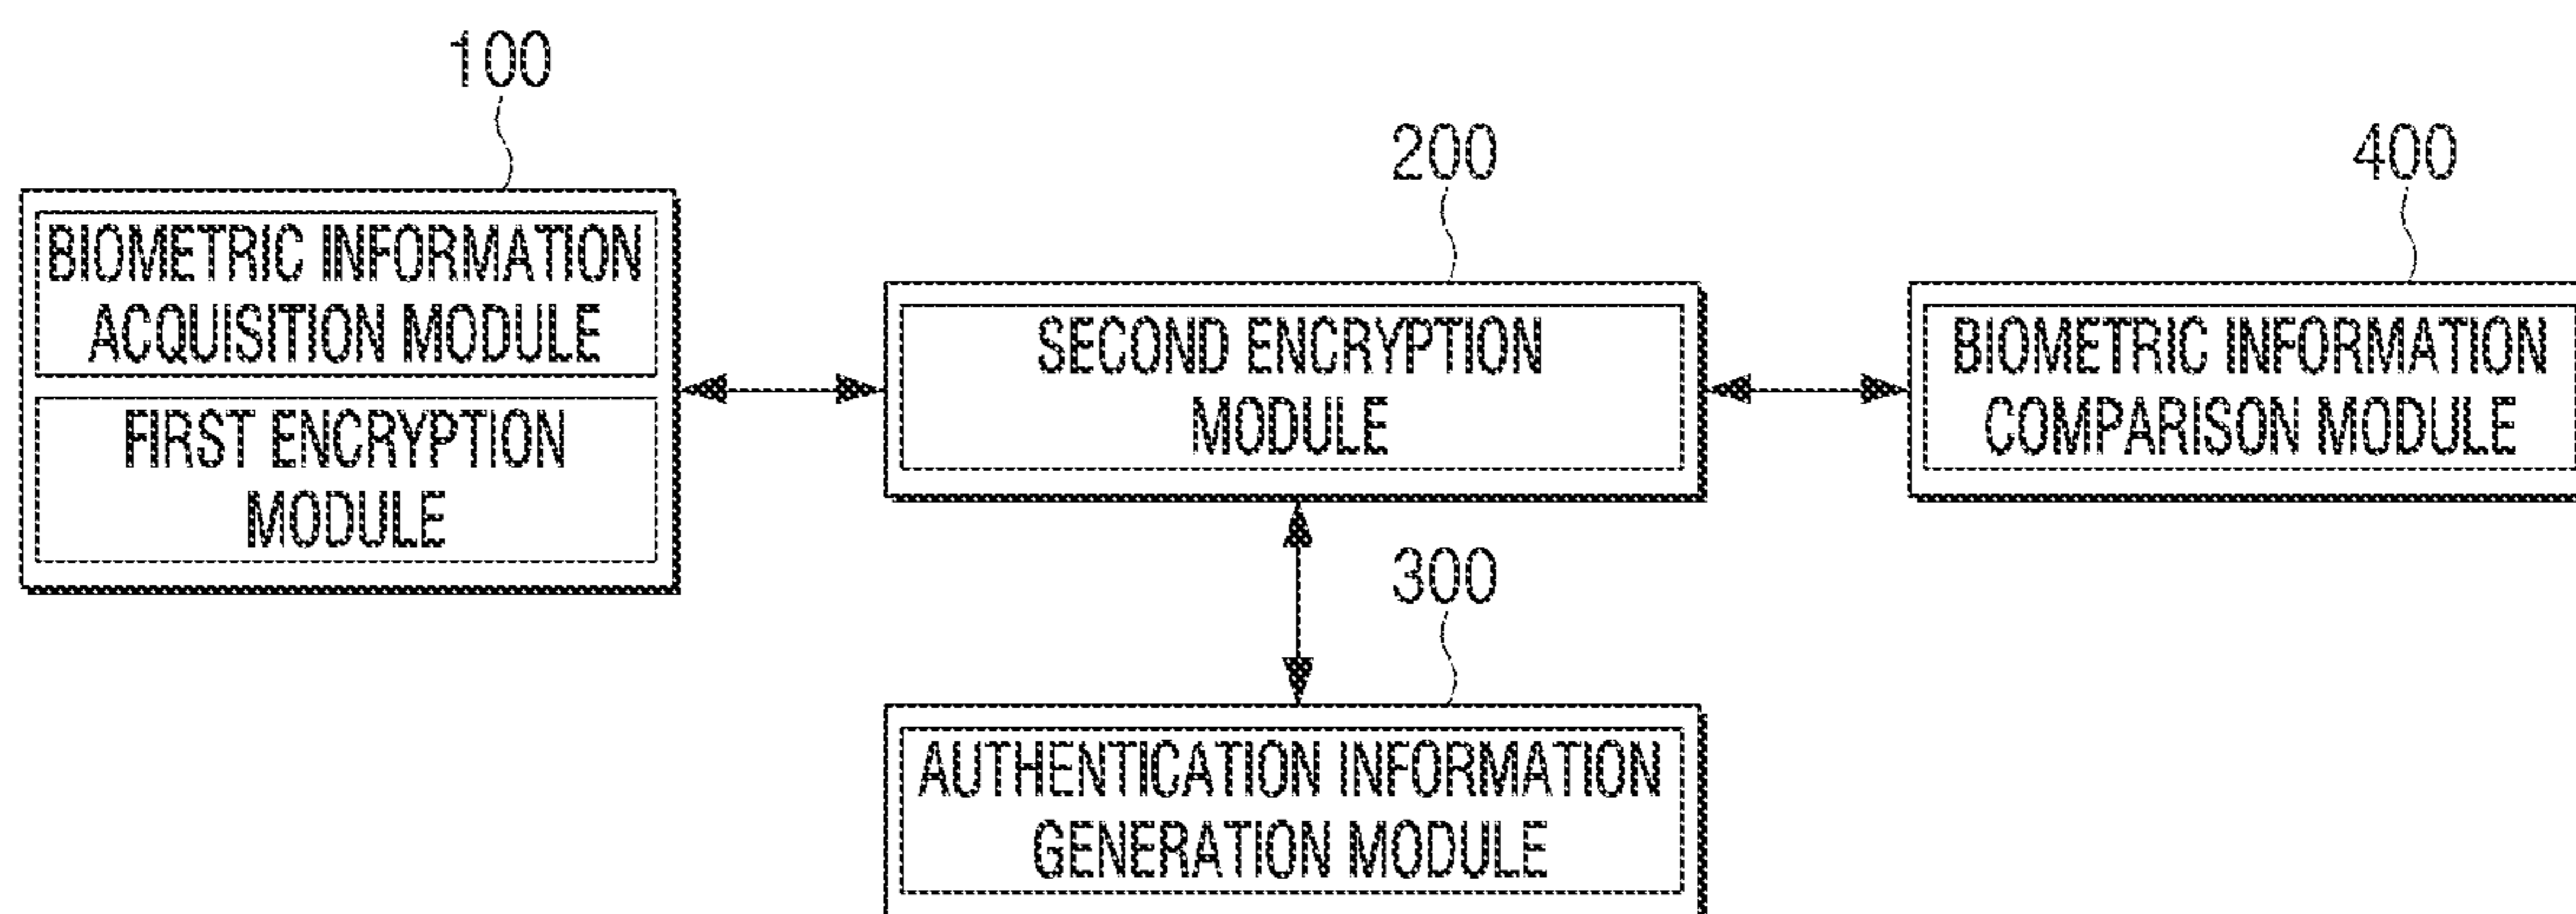 100
BIOMETRIC INFORMATION
ACQUISITION MODULE
FIRST ENCRYPTION
MODULE
200
SECOND ENCRYPTION
MODULE
400
BIOMETRIC INFORMATION
COMPARISON MODULE
300
AUTHENTICATION INFORMATION
GENERATION MODULE